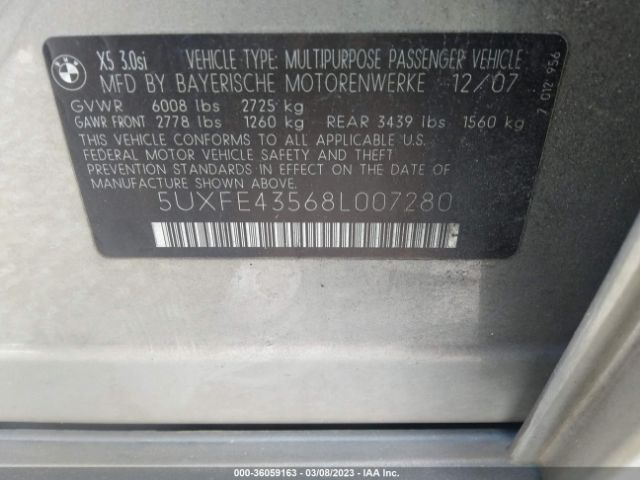 BMW
X5 3.0si VEHICLE TYPE: MULTIPURPOSE PASSENGER VEHICLE
MFD BY BAYERISCHE MOTORENWERKE 12/07
GVWR 6008 lbs 2725 kg
GAWR FRONT 2778 lbs 1260 kg REAR 3439 lbs 1560 kg
THIS VEHICLE CONFORMS TO ALL APPLICABLE U.S.
FEDERAL MOTOR VEHICLE SAFETY AND THEFT
PREVENTION STANDARDS IN EFFECT ON THE DATE OF
MANUFACTURE SHOWN ABOVE.
5UXFE43568L007280
7 012 956
000-36059163 - 03/08/2023 - IAAI.COM